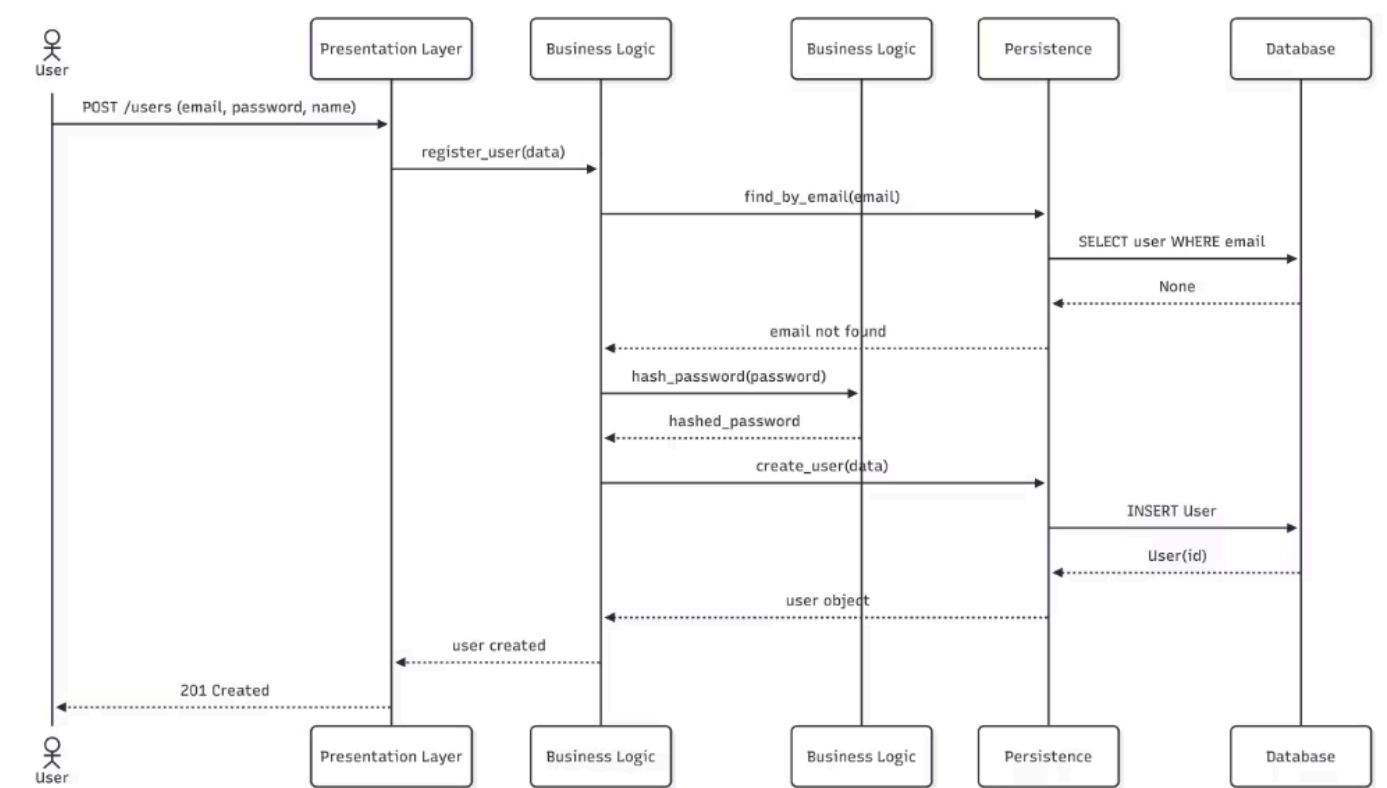 User
Presentation Layer
Business Logic
Business Logic
Persistence
Database
POST /users (email, password, name)
register_user(data)
find_by_email(email)
SELECT user WHERE email
None
email not found
hash_password(password)
hashed_password
create_user(data)
INSERT User
User(id)
user object
user created
201 Created
User
Presentation Layer
Business Logic
Business Logic
Persistence
Database